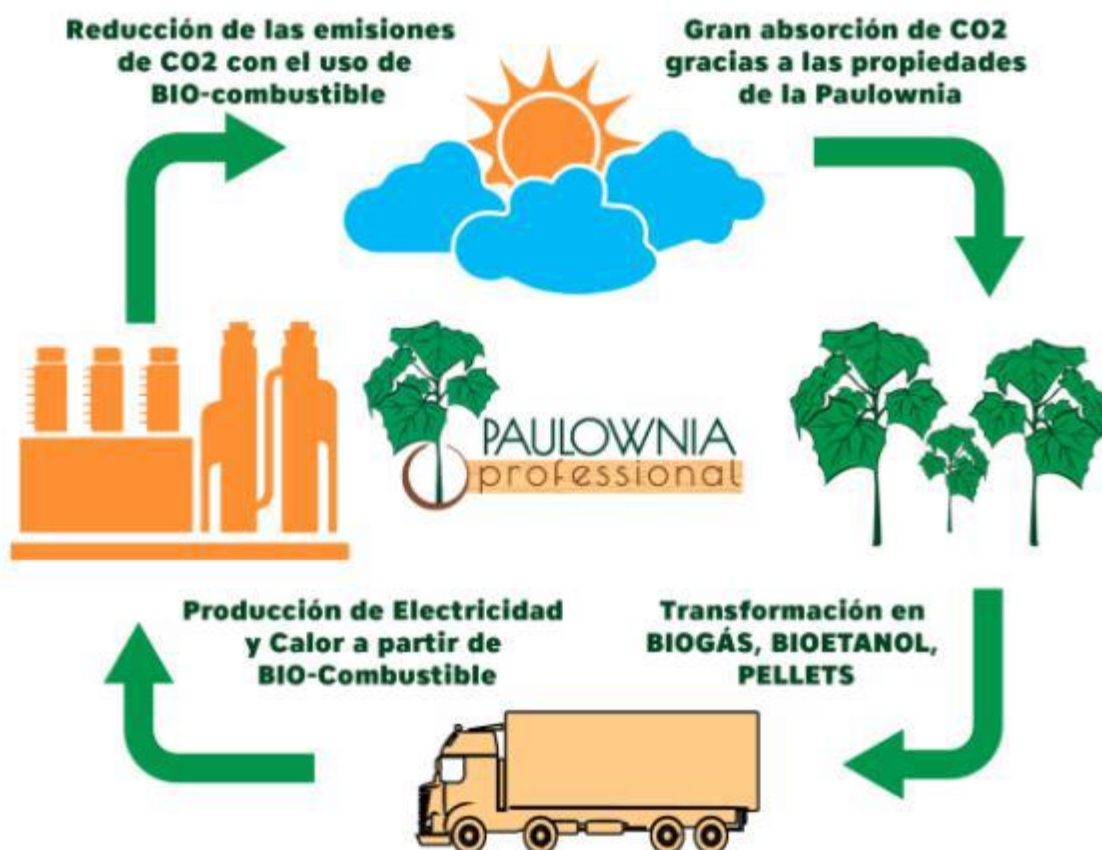 Reducción de las emisiones
de CO2 con el uso de
BIO-combustible
Gran absorción de CO2
gracias a las propiedades
de la Paulownia
PAULOWNIA
professional
Producción de Electricidad
y Calor a partir de
BIO-Combustible
Transformación en
BIOGÁS, BIOETANOL,
PELLETS